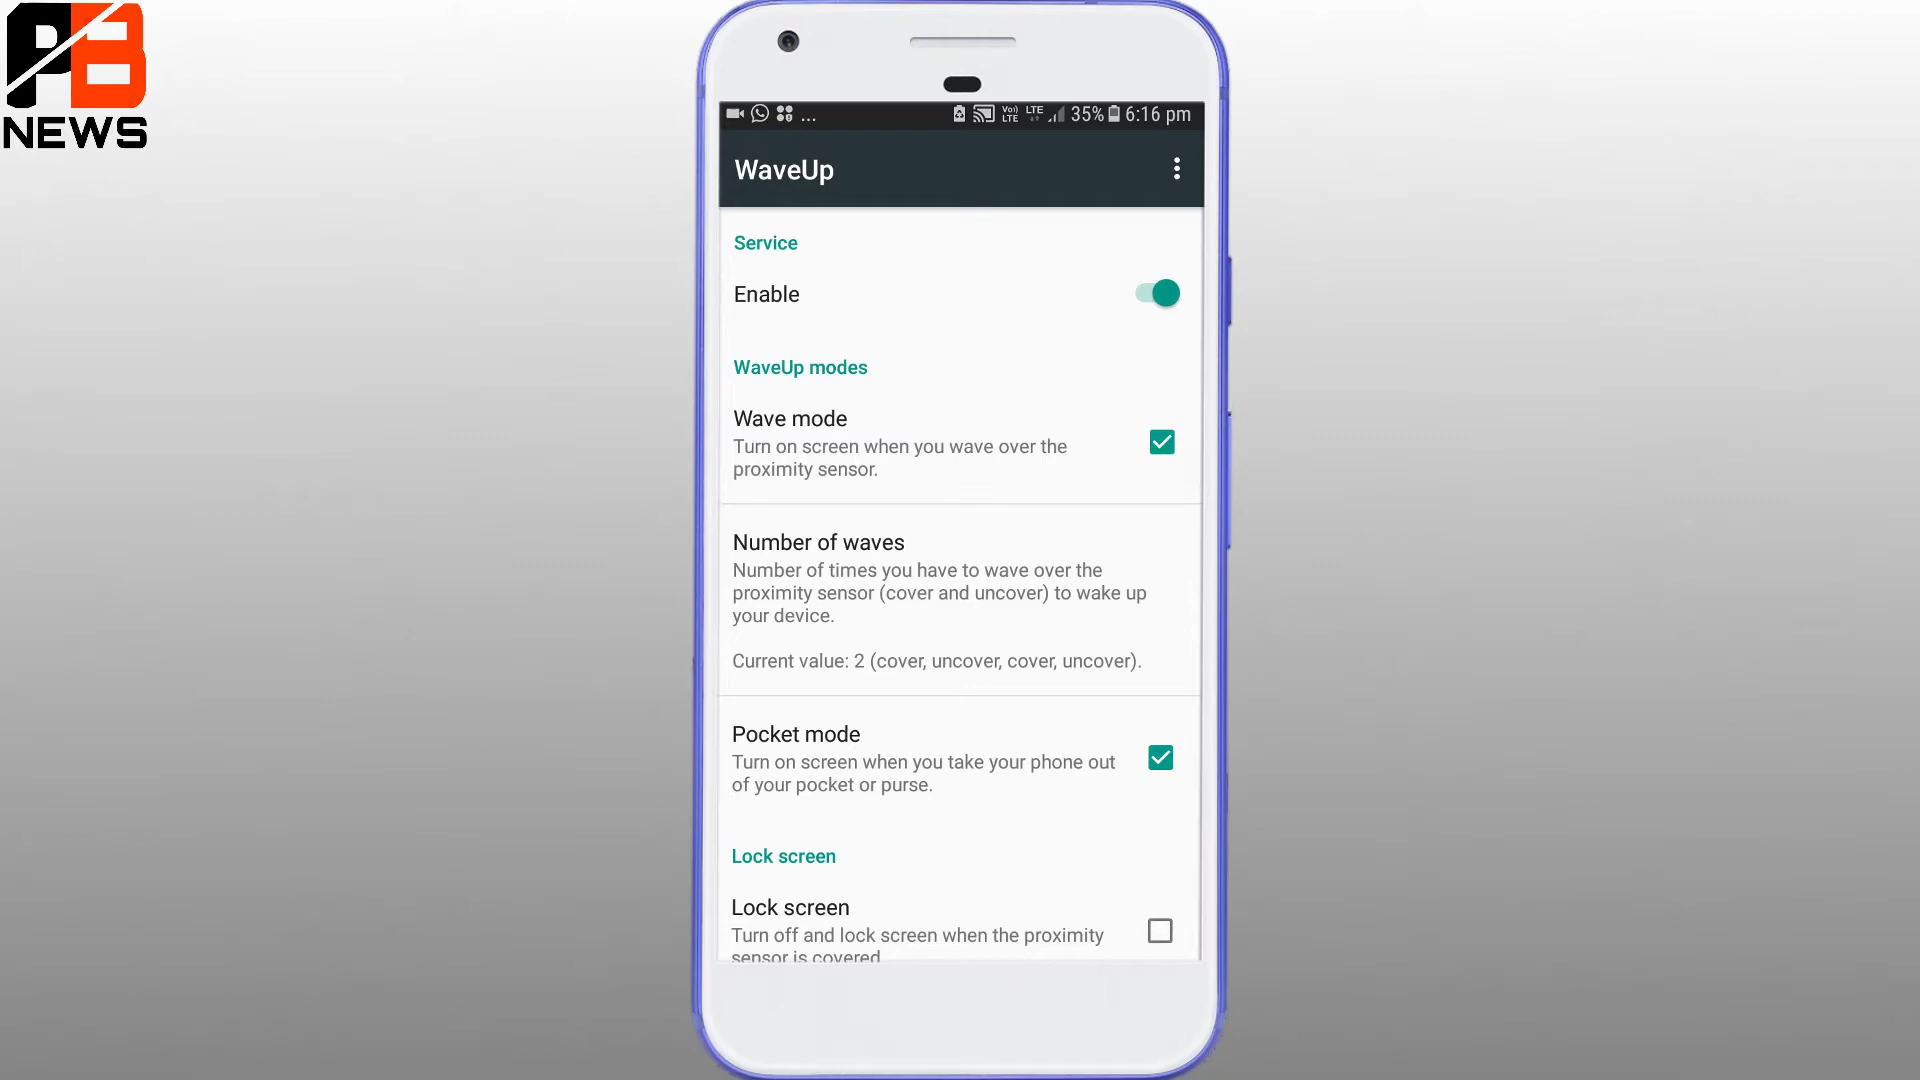 PB
NEWS
... Vo) LTE LTE 35% 6:16 pm
WaveUp
Service
Enable
WaveUp modes
Wave mode
Turn on screen when you wave over the
proximity sensor.
Number of waves
Number of times you have to wave over the
proximity sensor (cover and uncover) to wake up
your device.
Current value: 2 (cover, uncover, cover, uncover).
Pocket mode
Turn on screen when you take your phone out
of your pocket or purse.
Lock screen
Lock screen
Turn off and lock screen when the proximity
sensor is covered